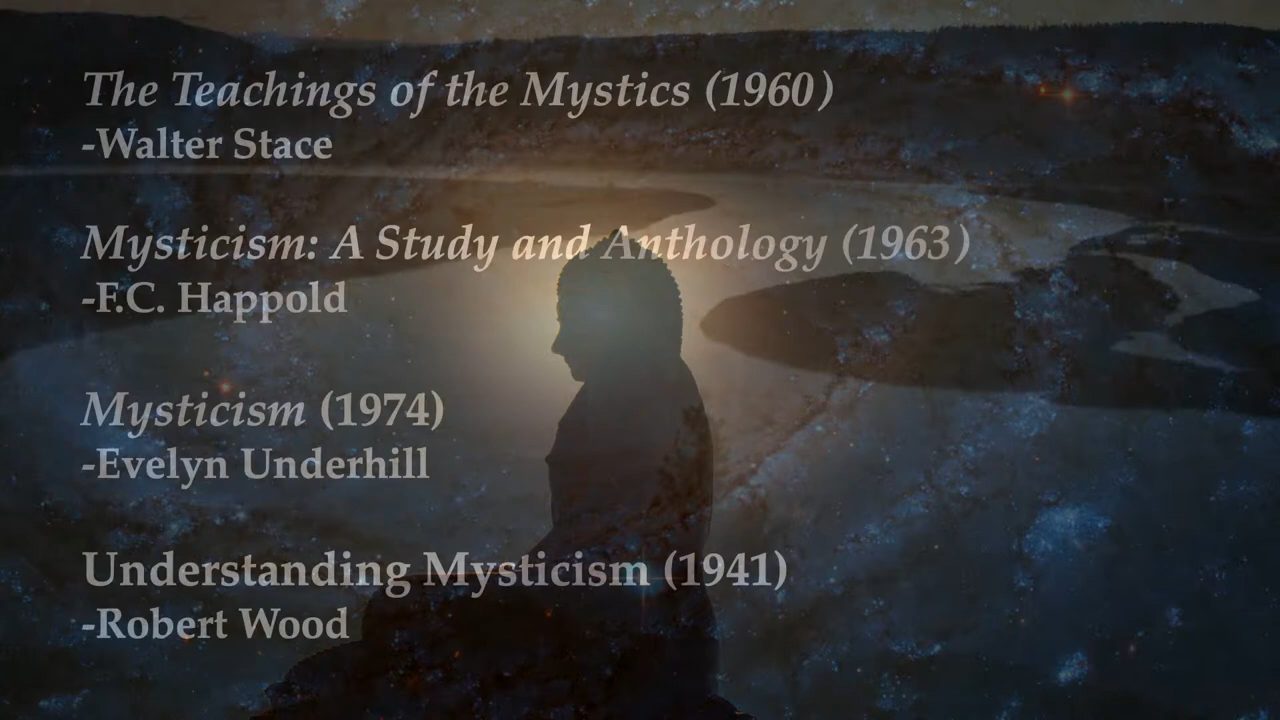 The Teachings of the Mystics (1960)
-Walter Stace
Mysticism: A Study and Anthology (1963)
-F.C. Happold
Mysticism (1974)
-Evelyn Underhill
Understanding Mysticism (1941)
-Robert Wood